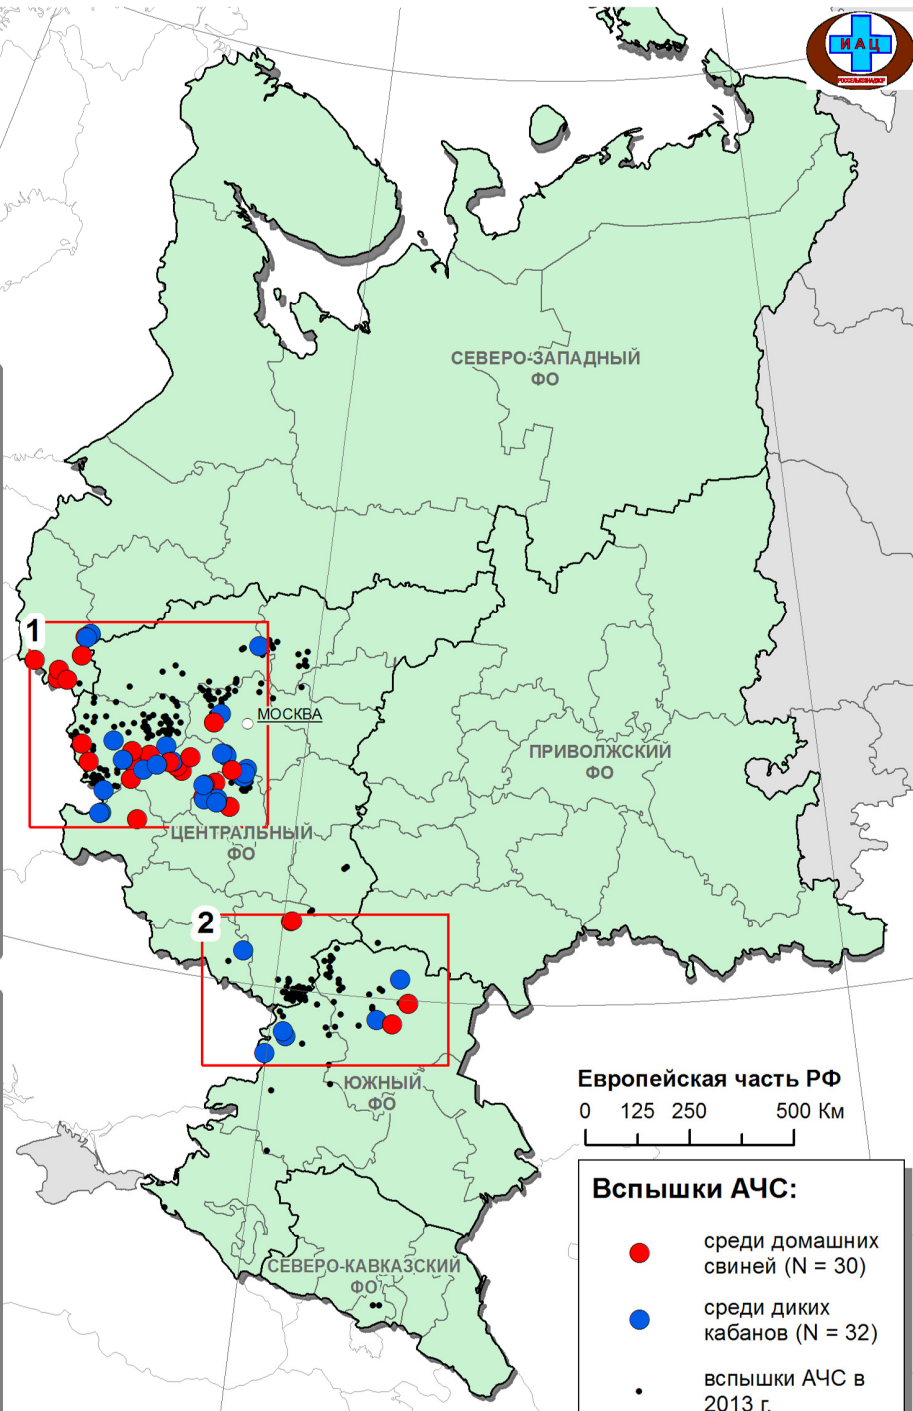 ИАЦ
РОССЕЛЬХОЗНАДЗОР
СЕВЕРО-ЗАПАДНЫЙ
ФО
1
МОСКВА
ПРИВОЛЖСКИЙ
ФО
ЦЕНТРАЛЬНЫЙ
ФО
2
ЮЖНЫЙ
ФО
Европейская часть РФ
0 125 250 500 Км
СЕВЕРО-КАВКАЗСКИЙ
ФО
Вспышки АЧС:
среди домашних
свиней (N = 30)
среди диких
кабанов (N = 32)
вспышки АЧС в
2013 г.